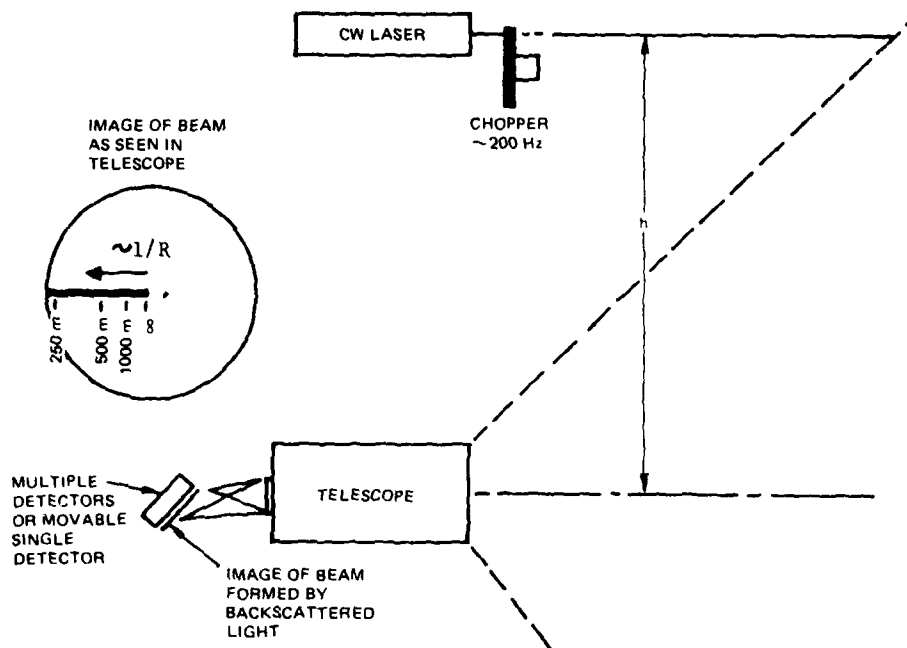 CW LASER
CHOPPER
~200 Hz
IMAGE OF BEAM
AS SEEN IN
TELESCOPE
~1/R
250 m
500 m
1000 m
∞
h
TELESCOPE
MULTIPLE
DETECTORS
OR MOVABLE
SINGLE
DETECTOR
IMAGE OF BEAM
FORMED BY
BACKSCATTERED
LIGHT